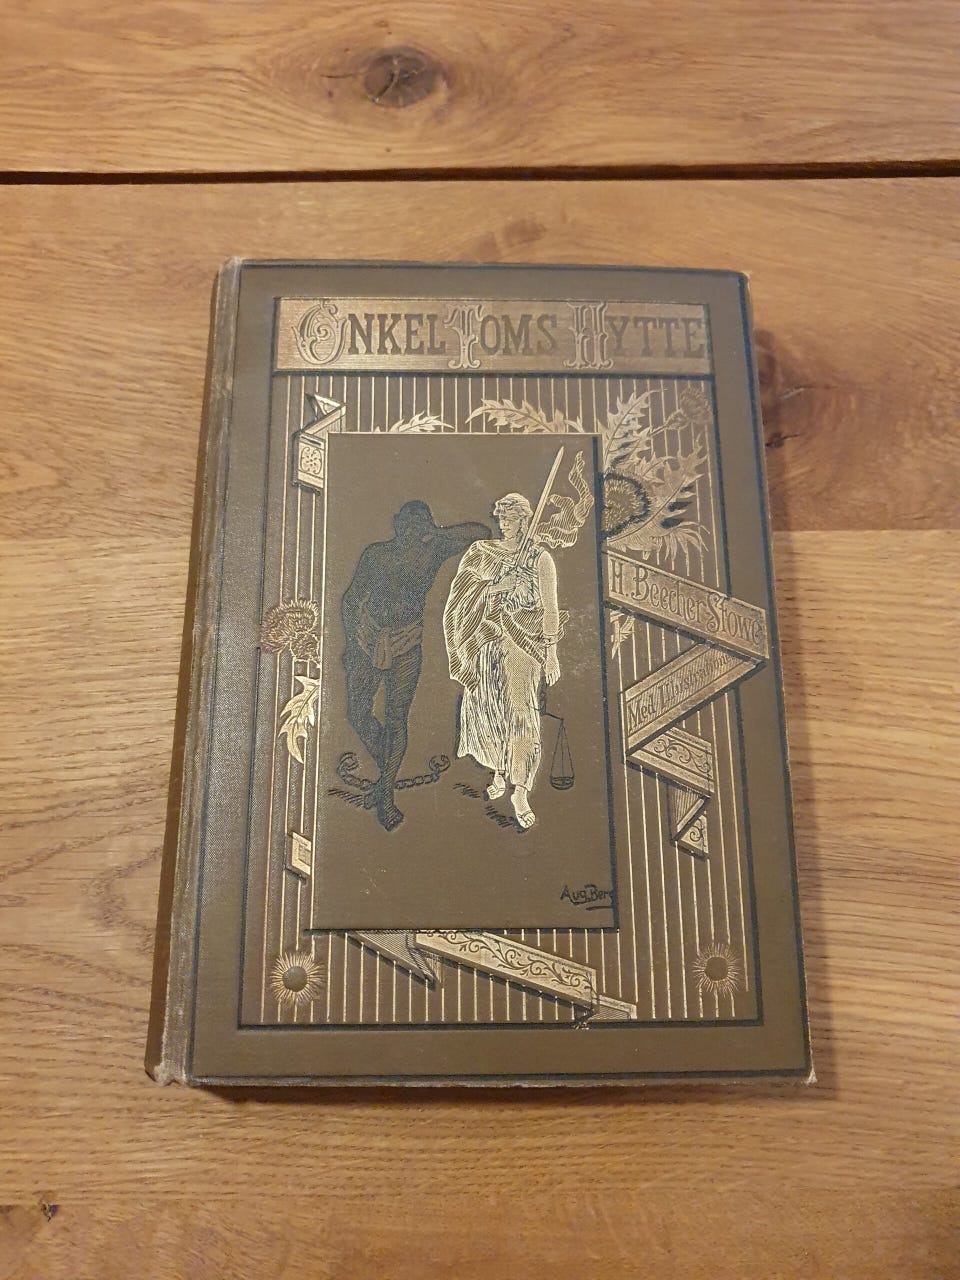 ONKEL TOMS HYTTE
H. Beecher Stowe
Med Illustrationer
Aug. Berg